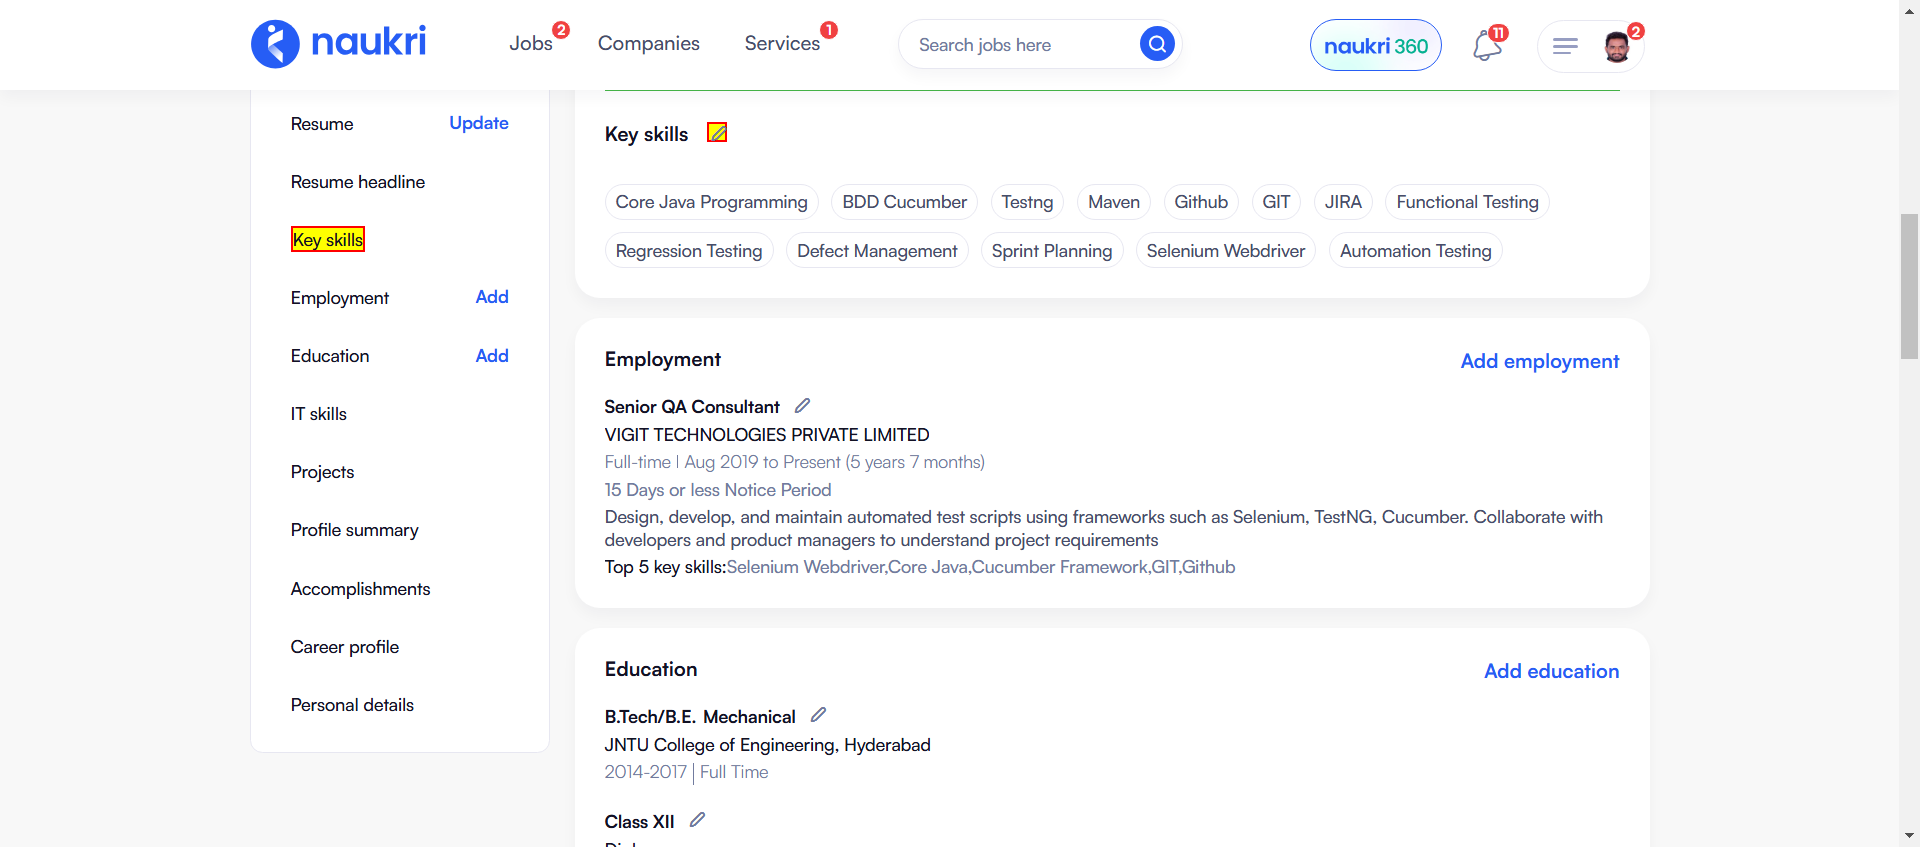 naukri
Jobs 2
Companies
Services 1
Search jobs here
naukri 360
11
2
Resume Update
Resume headline
Key skills
Employment Add
Education Add
IT skills
Projects
Profile summary
Accomplishments
Career profile
Personal details
Key skills
Core Java Programming BDD Cucumber Testng Maven Github GIT JIRA Functional Testing
Regression Testing Defect Management Sprint Planning Selenium Webdriver Automation Testing
Employment Add employment
Senior QA Consultant
VIGIT TECHNOLOGIES PRIVATE LIMITED
Full-time | Aug 2019 to Present (5 years 7 months)
15 Days or less Notice Period
Design, develop, and maintain automated test scripts using frameworks such as Selenium, TestNG, Cucumber. Collaborate with
developers and product managers to understand project requirements
Top 5 key skills:Selenium Webdriver,Core Java,Cucumber Framework,GIT,Github
Education Add education
B.Tech/B.E. Mechanical
JNTU College of Engineering, Hyderabad
2014-2017 | Full Time
Class XII